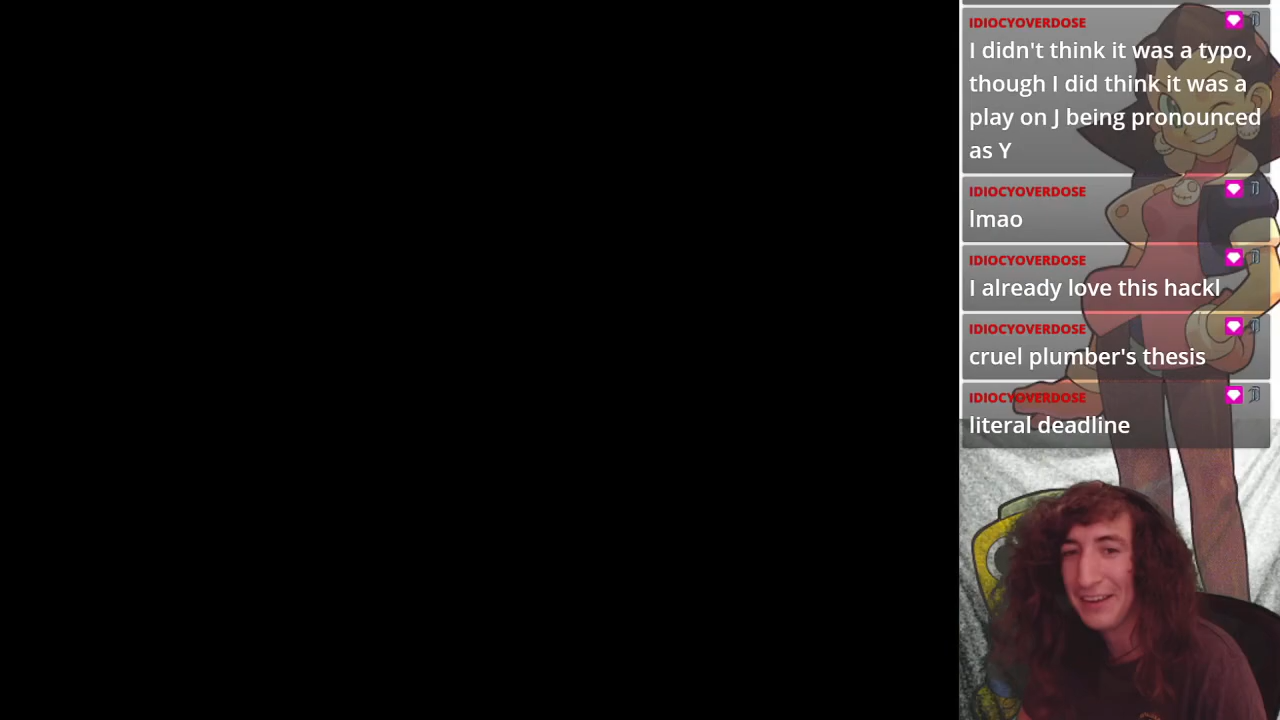 IDIOCYOVERDOSE
I didn't think it was a typo,
though I did think it was a
play on J being pronounced
as Y
IDIOCYOVERDOSE
lmao
IDIOCYOVERDOSE
I already love this hackl
IDIOCYOVERDOSE
cruel plumber's thesis
IDIOCYOVERDOSE
literal deadline